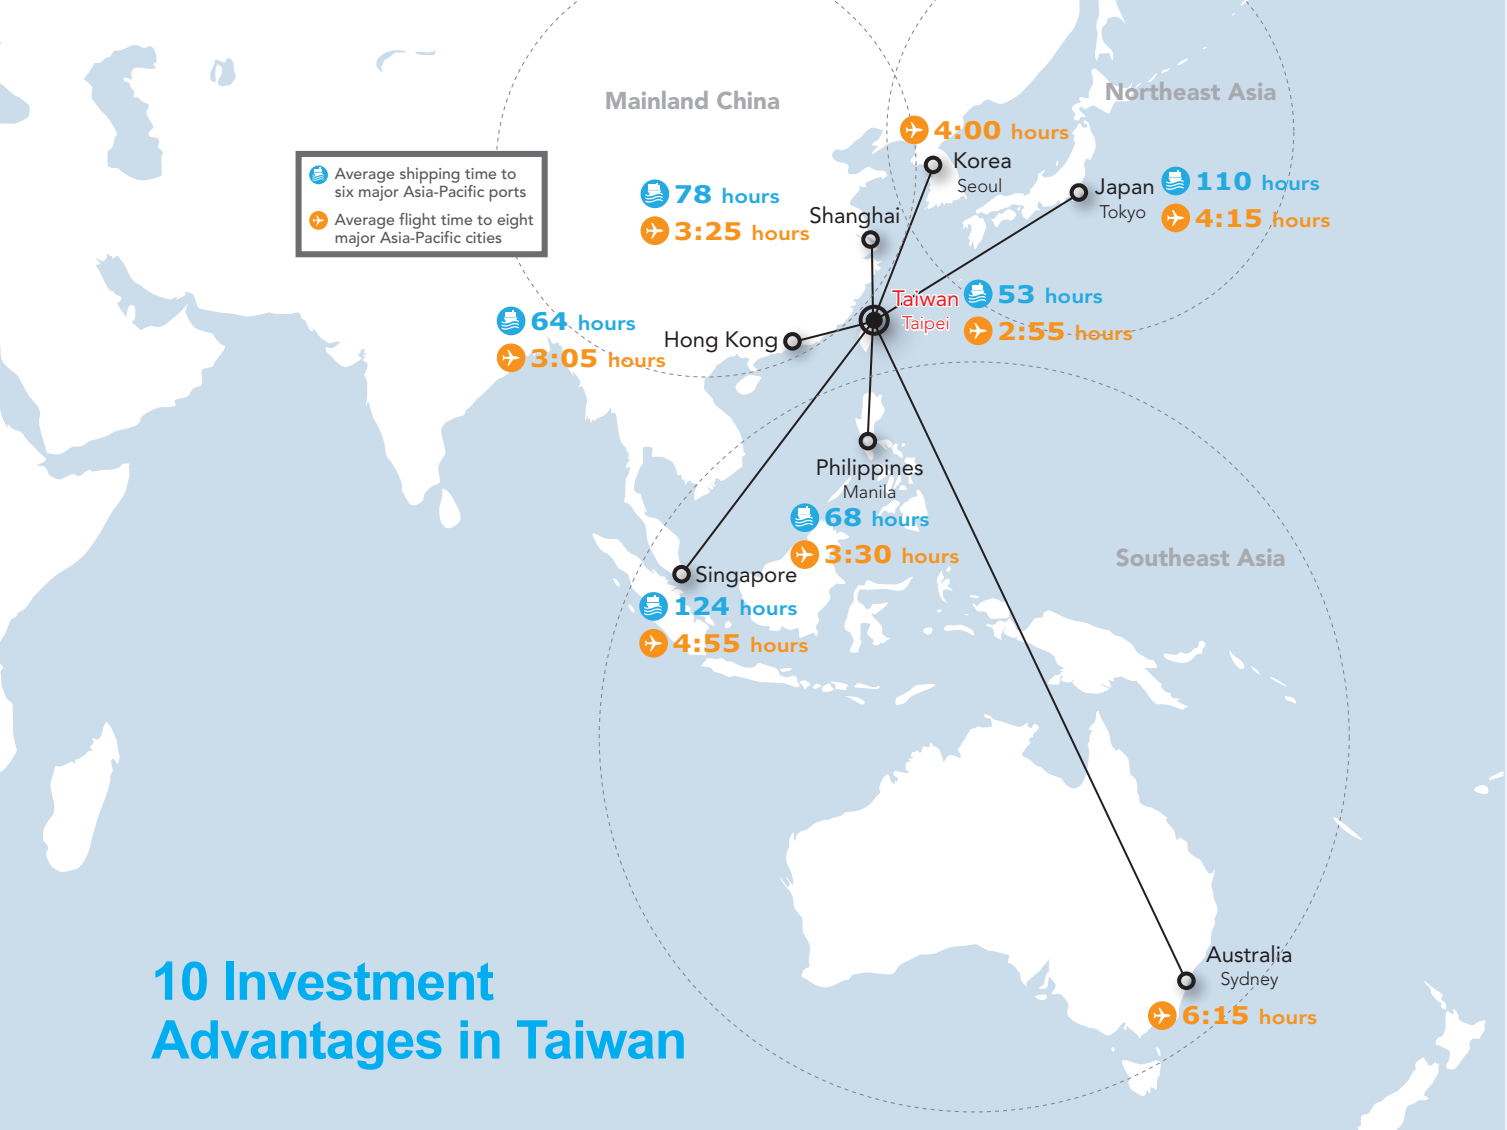 Mainland China
Northeast Asia
4:00 hours
Korea
Seoul
Average shipping time to
six major Asia-Pacific ports
Average flight time to eight
major Asia-Pacific cities
78 hours
3:25 hours
Shanghai
Japan
Tokyo
110 hours
4:15 hours
Taiwan
Taipei
53 hours
2:55 hours
64 hours
3:05 hours
Hong Kong
Philippines
Manila
68 hours
3:30 hours
Southeast Asia
Singapore
124 hours
4:55 hours
Australia
Sydney
6:15 hours
10 Investment
Advantages in Taiwan